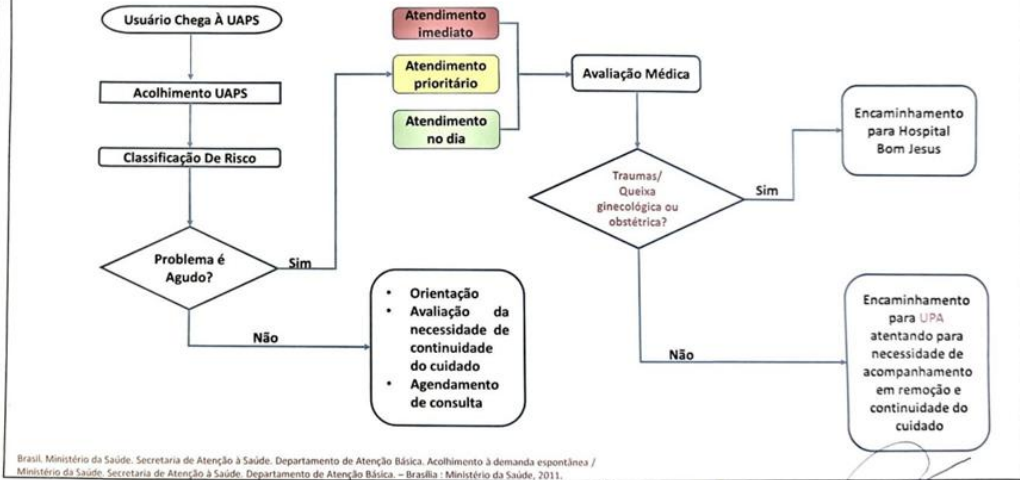 Usuário Chega À UAPS
Acolhimento UAPS
Classificação De Risco
Problema é
Agudo?
Sim
Não
• Orientação
• Avaliação da
necessidade de
continuidade
do cuidado
• Agendamento
de consulta
Atendimento
imediato
Atendimento
prioritário
Atendimento
no dia
Avaliação Médica
Traumas/
Queixa
ginecológica ou
obstétrica?
Sim
Encaminhamento
para Hospital
Bom Jesus
Não
Encaminhamento
para UPA
atentando para
necessidade de
acompanhamento
em remoção e
continuidade do
cuidado
Brasil. Ministério da Saúde. Secretaria de Atenção à Saúde. Departamento de Atenção Básica. Acolhimento à demanda espontânea /
Ministério da Saúde. Secretaria de Atenção à Saúde. Departamento de Atenção Básica. – Brasília : Ministério da Saúde, 2011.